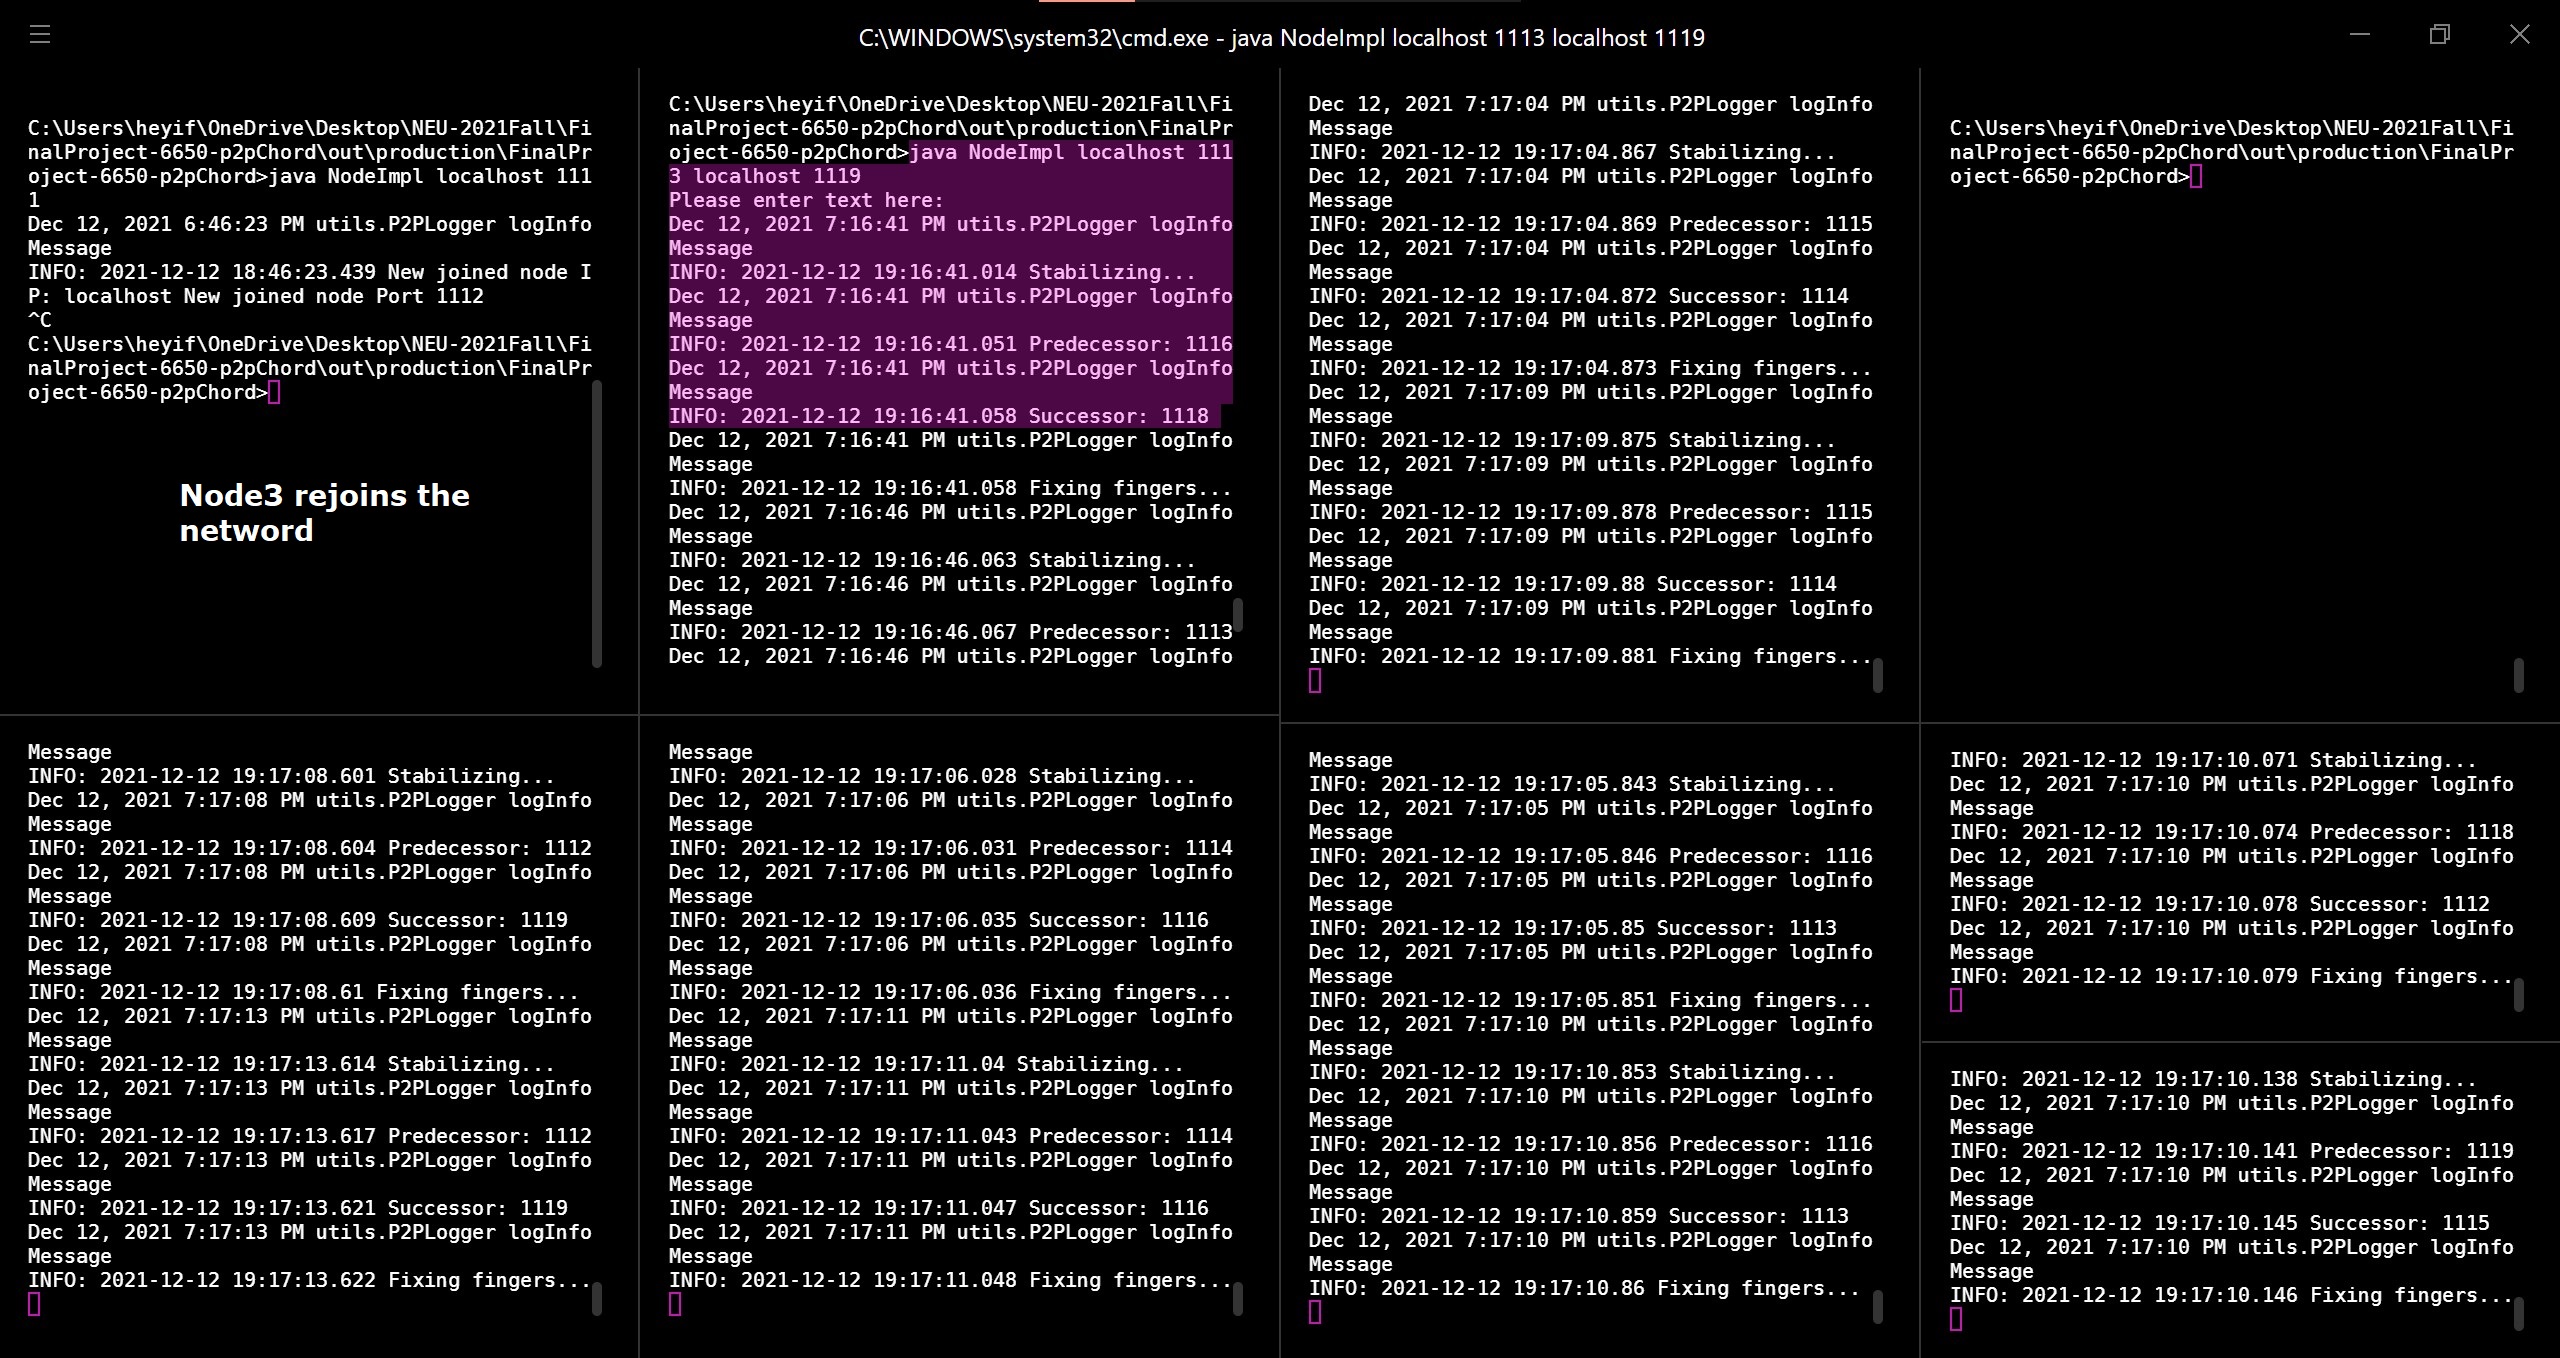 C:\WINDOWS\system32\cmd.exe - java NodeImpl localhost 1113 localhost 1119
C:\Users\heyif\OneDrive\Desktop\NEU-2021Fall\Fi
nalProject-6650-p2pChord\out\production\FinalPr
oject-6650-p2pChord>java NodeImpl localhost 111
1
Dec 12, 2021 6:46:23 PM utils.P2PLogger logInfo
Message
INFO: 2021-12-12 18:46:23.439 New joined node I
P: localhost New joined node Port 1112
^C
C:\Users\heyif\OneDrive\Desktop\NEU-2021Fall\Fi
nalProject-6650-p2pChord\out\production\FinalPr
oject-6650-p2pChord>
Node3 rejoins the
netword
C:\Users\heyif\OneDrive\Desktop\NEU-2021Fall\Fi
nalProject-6650-p2pChord\out\production\FinalPr
oject-6650-p2pChord>java NodeImpl localhost 111
3 localhost 1119
Please enter text here:
Dec 12, 2021 7:16:41 PM utils.P2PLogger logInfo
Message
INFO: 2021-12-12 19:16:41.014 Stabilizing...
Dec 12, 2021 7:16:41 PM utils.P2PLogger logInfo
Message
INFO: 2021-12-12 19:16:41.051 Predecessor: 1116
Dec 12, 2021 7:16:41 PM utils.P2PLogger logInfo
Message
INFO: 2021-12-12 19:16:41.058 Successor: 1118
Dec 12, 2021 7:16:41 PM utils.P2PLogger logInfo
Message
INFO: 2021-12-12 19:16:41.058 Fixing fingers...
Dec 12, 2021 7:16:46 PM utils.P2PLogger logInfo
Message
INFO: 2021-12-12 19:16:46.063 Stabilizing...
Dec 12, 2021 7:16:46 PM utils.P2PLogger logInfo
Message
INFO: 2021-12-12 19:16:46.067 Predecessor: 1113
Dec 12, 2021 7:16:46 PM utils.P2PLogger logInfo
Dec 12, 2021 7:17:04 PM utils.P2PLogger logInfo
Message
INFO: 2021-12-12 19:17:04.867 Stabilizing...
Dec 12, 2021 7:17:04 PM utils.P2PLogger logInfo
Message
INFO: 2021-12-12 19:17:04.869 Predecessor: 1115
Dec 12, 2021 7:17:04 PM utils.P2PLogger logInfo
Message
INFO: 2021-12-12 19:17:04.872 Successor: 1114
Dec 12, 2021 7:17:04 PM utils.P2PLogger logInfo
Message
INFO: 2021-12-12 19:17:04.873 Fixing fingers...
Dec 12, 2021 7:17:09 PM utils.P2PLogger logInfo
Message
INFO: 2021-12-12 19:17:09.875 Stabilizing...
Dec 12, 2021 7:17:09 PM utils.P2PLogger logInfo
Message
INFO: 2021-12-12 19:17:09.878 Predecessor: 1115
Dec 12, 2021 7:17:09 PM utils.P2PLogger logInfo
Message
INFO: 2021-12-12 19:17:09.88 Successor: 1114
Dec 12, 2021 7:17:09 PM utils.P2PLogger logInfo
Message
INFO: 2021-12-12 19:17:09.881 Fixing fingers...
C:\Users\heyif\OneDrive\Desktop\NEU-2021Fall\Fi
nalProject-6650-p2pChord\out\production\FinalPr
oject-6650-p2pChord>
Message
INFO: 2021-12-12 19:17:08.601 Stabilizing...
Dec 12, 2021 7:17:08 PM utils.P2PLogger logInfo
Message
INFO: 2021-12-12 19:17:08.604 Predecessor: 1112
Dec 12, 2021 7:17:08 PM utils.P2PLogger logInfo
Message
INFO: 2021-12-12 19:17:08.609 Successor: 1119
Dec 12, 2021 7:17:08 PM utils.P2PLogger logInfo
Message
INFO: 2021-12-12 19:17:08.61 Fixing fingers...
Dec 12, 2021 7:17:13 PM utils.P2PLogger logInfo
Message
INFO: 2021-12-12 19:17:13.614 Stabilizing...
Dec 12, 2021 7:17:13 PM utils.P2PLogger logInfo
Message
INFO: 2021-12-12 19:17:13.617 Predecessor: 1112
Dec 12, 2021 7:17:13 PM utils.P2PLogger logInfo
Message
INFO: 2021-12-12 19:17:13.621 Successor: 1119
Dec 12, 2021 7:17:13 PM utils.P2PLogger logInfo
Message
INFO: 2021-12-12 19:17:13.622 Fixing fingers...
Message
INFO: 2021-12-12 19:17:06.028 Stabilizing...
Dec 12, 2021 7:17:06 PM utils.P2PLogger logInfo
Message
INFO: 2021-12-12 19:17:06.031 Predecessor: 1114
Dec 12, 2021 7:17:06 PM utils.P2PLogger logInfo
Message
INFO: 2021-12-12 19:17:06.035 Successor: 1116
Dec 12, 2021 7:17:06 PM utils.P2PLogger logInfo
Message
INFO: 2021-12-12 19:17:06.036 Fixing fingers...
Dec 12, 2021 7:17:11 PM utils.P2PLogger logInfo
Message
INFO: 2021-12-12 19:17:11.04 Stabilizing...
Dec 12, 2021 7:17:11 PM utils.P2PLogger logInfo
Message
INFO: 2021-12-12 19:17:11.043 Predecessor: 1114
Dec 12, 2021 7:17:11 PM utils.P2PLogger logInfo
Message
INFO: 2021-12-12 19:17:11.047 Successor: 1116
Dec 12, 2021 7:17:11 PM utils.P2PLogger logInfo
Message
INFO: 2021-12-12 19:17:11.048 Fixing fingers...
Message
INFO: 2021-12-12 19:17:05.843 Stabilizing...
Dec 12, 2021 7:17:05 PM utils.P2PLogger logInfo
Message
INFO: 2021-12-12 19:17:05.846 Predecessor: 1116
Dec 12, 2021 7:17:05 PM utils.P2PLogger logInfo
Message
INFO: 2021-12-12 19:17:05.85 Successor: 1113
Dec 12, 2021 7:17:05 PM utils.P2PLogger logInfo
Message
INFO: 2021-12-12 19:17:05.851 Fixing fingers...
Dec 12, 2021 7:17:10 PM utils.P2PLogger logInfo
Message
INFO: 2021-12-12 19:17:10.853 Stabilizing...
Dec 12, 2021 7:17:10 PM utils.P2PLogger logInfo
Message
INFO: 2021-12-12 19:17:10.856 Predecessor: 1116
Dec 12, 2021 7:17:10 PM utils.P2PLogger logInfo
Message
INFO: 2021-12-12 19:17:10.859 Successor: 1113
Dec 12, 2021 7:17:10 PM utils.P2PLogger logInfo
Message
INFO: 2021-12-12 19:17:10.86 Fixing fingers...
INFO: 2021-12-12 19:17:10.071 Stabilizing...
Dec 12, 2021 7:17:10 PM utils.P2PLogger logInfo
Message
INFO: 2021-12-12 19:17:10.074 Predecessor: 1118
Dec 12, 2021 7:17:10 PM utils.P2PLogger logInfo
Message
INFO: 2021-12-12 19:17:10.078 Successor: 1112
Dec 12, 2021 7:17:10 PM utils.P2PLogger logInfo
Message
INFO: 2021-12-12 19:17:10.079 Fixing fingers...
INFO: 2021-12-12 19:17:10.138 Stabilizing...
Dec 12, 2021 7:17:10 PM utils.P2PLogger logInfo
Message
INFO: 2021-12-12 19:17:10.141 Predecessor: 1119
Dec 12, 2021 7:17:10 PM utils.P2PLogger logInfo
Message
INFO: 2021-12-12 19:17:10.145 Successor: 1115
Dec 12, 2021 7:17:10 PM utils.P2PLogger logInfo
Message
INFO: 2021-12-12 19:17:10.146 Fixing fingers...